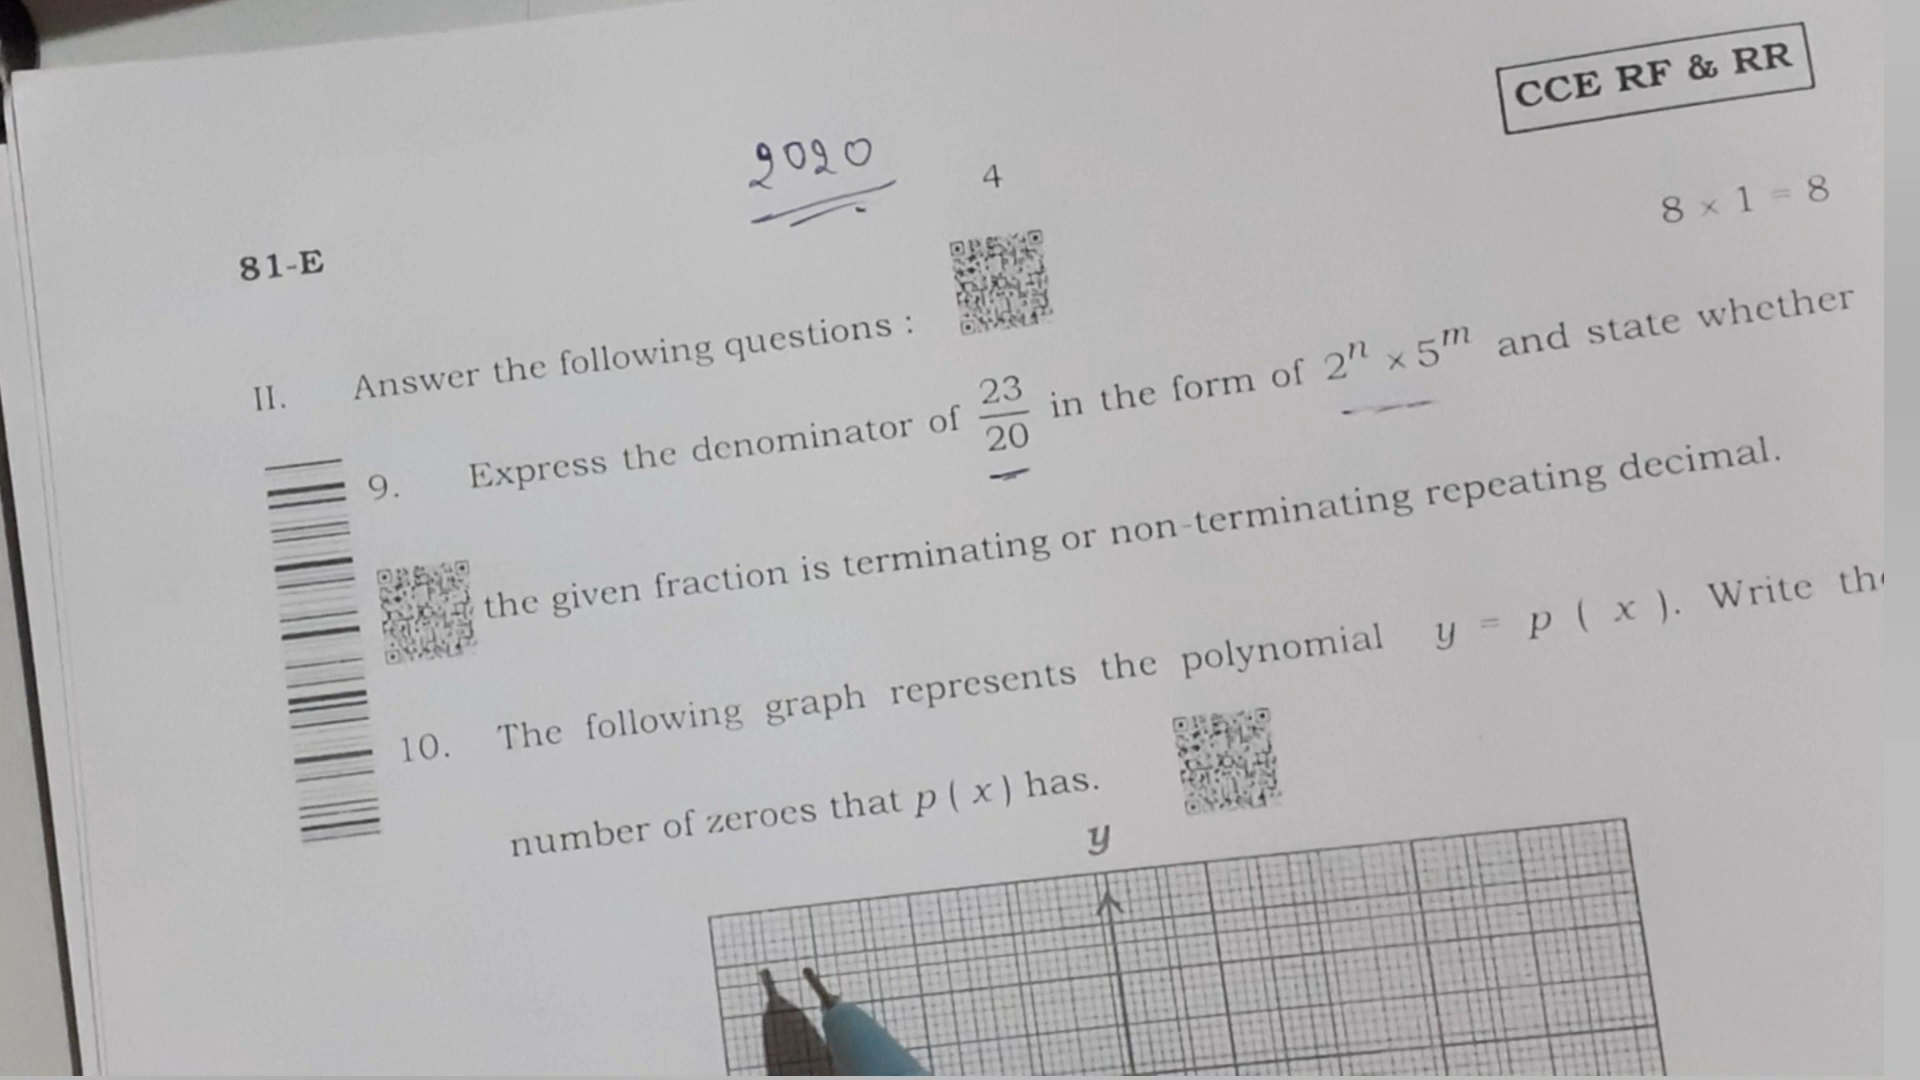 CCE RF & RR
2020
4
81-E
8 × 1 = 8
II. Answer the following questions :
9. Express the denominator of 23/20 in the form of 2^n × 5^m and state whether
the given fraction is terminating or non-terminating repeating decimal.
10. The following graph represents the polynomial y = p ( x ). Write the
number of zeroes that p ( x ) has.
y